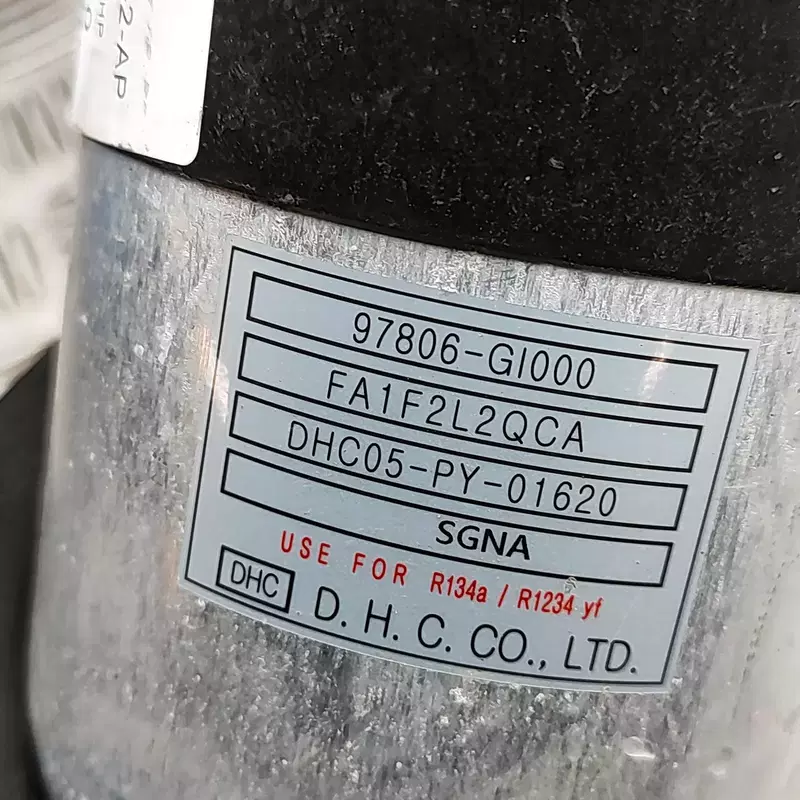 2-AP
97806-GI000
FA1F2L2QCA
DHC05-PY-01620
SGNA
USE FOR R134a / R1234 yf
DHC D. H. C. CO., LTD.